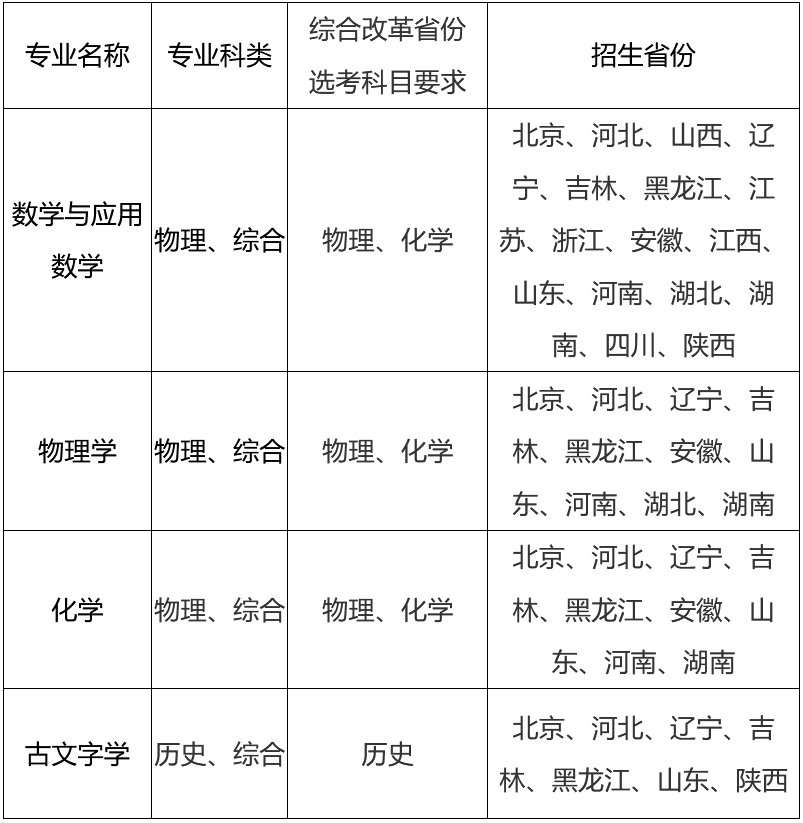 专业名称
专业科类
综合改革省份
选考科目要求
招生省份
数学与应用
数学
物理、综合
物理、化学
北京、河北、山西、辽
宁、吉林、黑龙江、江
苏、浙江、安徽、江西、
山东、河南、湖北、湖
南、四川、陕西
物理学
物理、综合
物理、化学
北京、河北、辽宁、吉
林、黑龙江、安徽、山
东、河南、湖北、湖南
化学
物理、综合
物理、化学
北京、河北、辽宁、吉
林、黑龙江、安徽、山
东、河南、湖南
古文字学
历史、综合
历史
北京、河北、辽宁、吉
林、黑龙江、山东、陕西